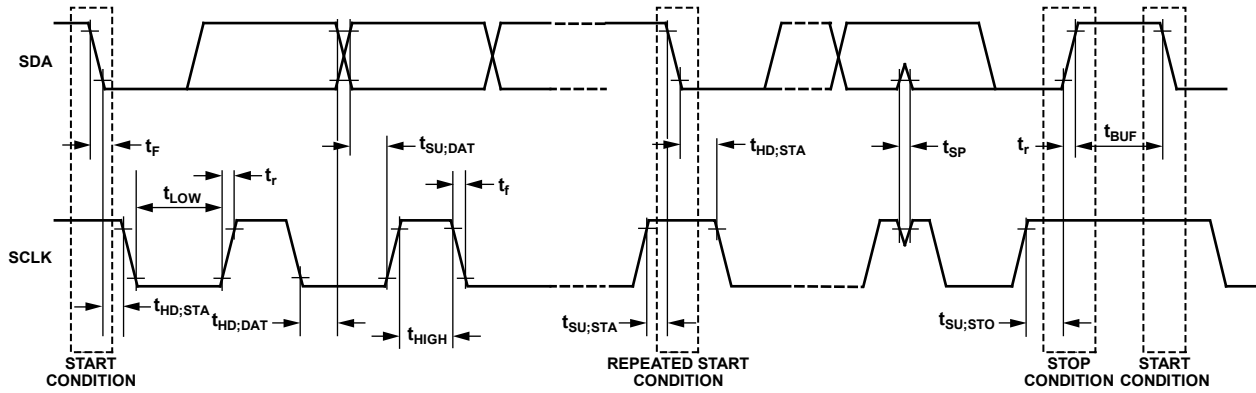 SDA
tF
tSU;DAT
tHD;STA
tSP
tr
tBUF
tLOW
tr
tf
SCLK
tHD;STA
tHD;DAT
tHIGH
tSU;STA
tSU;STO
START
CONDITION
REPEATED START
CONDITION
STOP
CONDITION
START
CONDITION